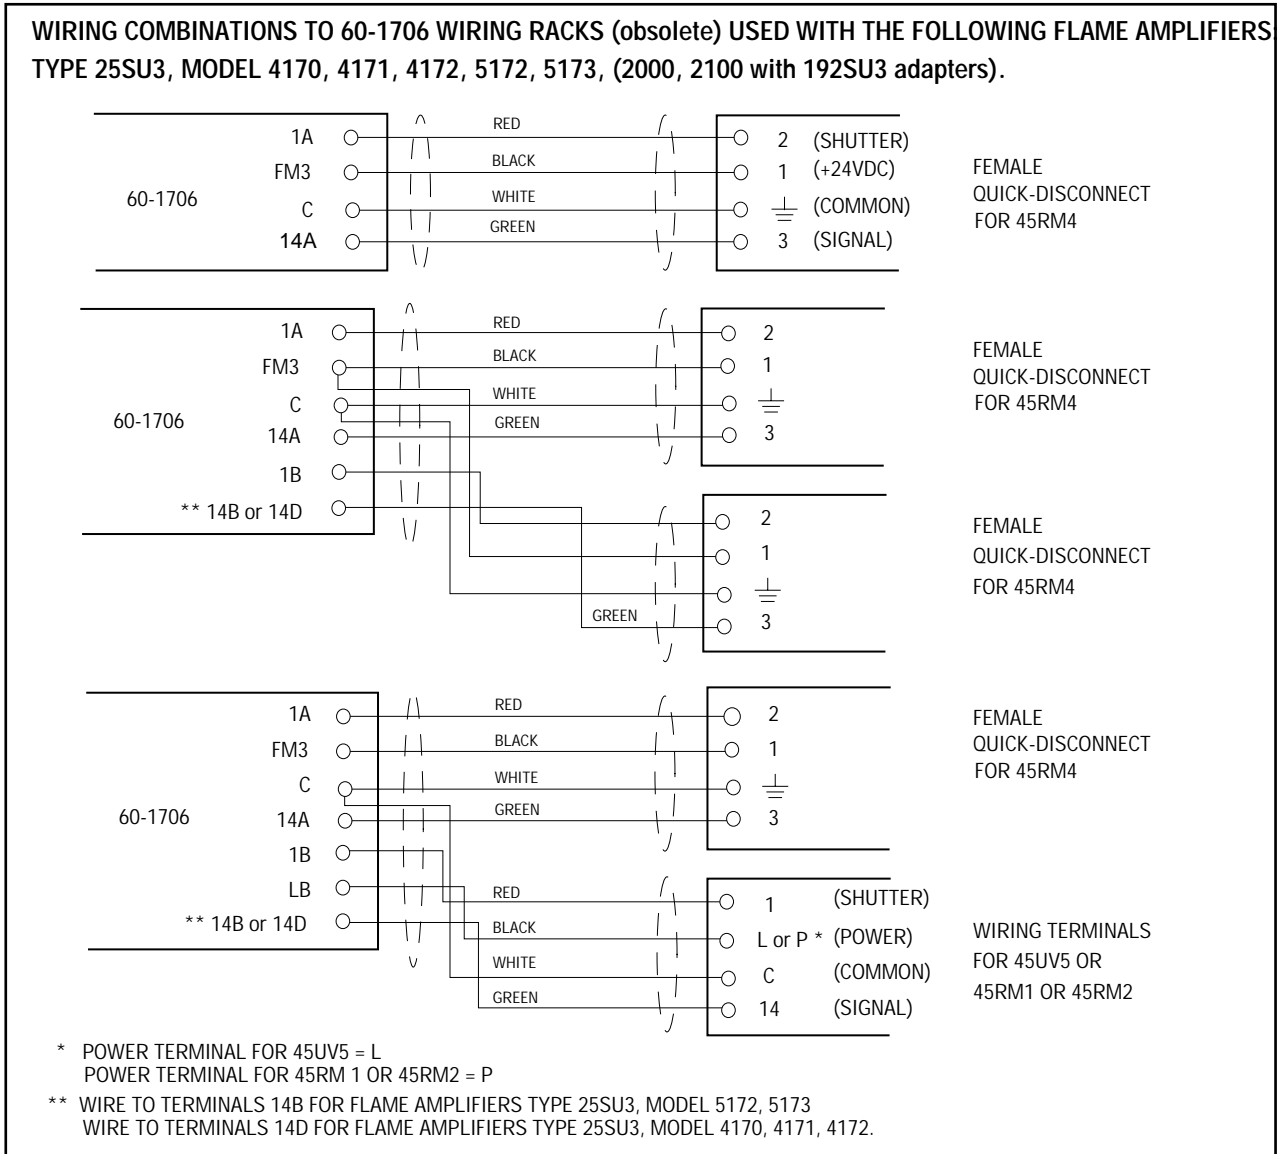 WIRING COMBINATIONS TO 60-1706 WIRING RACKS (obsolete) USED WITH THE FOLLOWING FLAME AMPLIFIERS
TYPE 25SU3, MODEL 4170, 4171, 4172, 5172, 5173, (2000, 2100 with 192SU3 adapters).
60-1706
1A
FM3
C
14A
RED
BLACK
WHITE
GREEN
2 (SHUTTER)
1 (+24VDC)
(COMMON)
3 (SIGNAL)
FEMALE
QUICK-DISCONNECT
FOR 45RM4
60-1706
1A
FM3
C
14A
1B
** 14B or 14D
RED
BLACK
WHITE
GREEN
2
1
3
FEMALE
QUICK-DISCONNECT
FOR 45RM4
GREEN
2
1
3
FEMALE
QUICK-DISCONNECT
FOR 45RM4
60-1706
1A
FM3
C
14A
1B
LB
** 14B or 14D
RED
BLACK
WHITE
GREEN
2
1
3
FEMALE
QUICK-DISCONNECT
FOR 45RM4
RED
BLACK
WHITE
GREEN
1 (SHUTTER)
L or P * (POWER)
C (COMMON)
14 (SIGNAL)
WIRING TERMINALS
FOR 45UV5 OR
45RM1 OR 45RM2
* POWER TERMINAL FOR 45UV5 = L
POWER TERMINAL FOR 45RM 1 OR 45RM2 = P
** WIRE TO TERMINALS 14B FOR FLAME AMPLIFIERS TYPE 25SU3, MODEL 5172, 5173
WIRE TO TERMINALS 14D FOR FLAME AMPLIFIERS TYPE 25SU3, MODEL 4170, 4171, 4172.